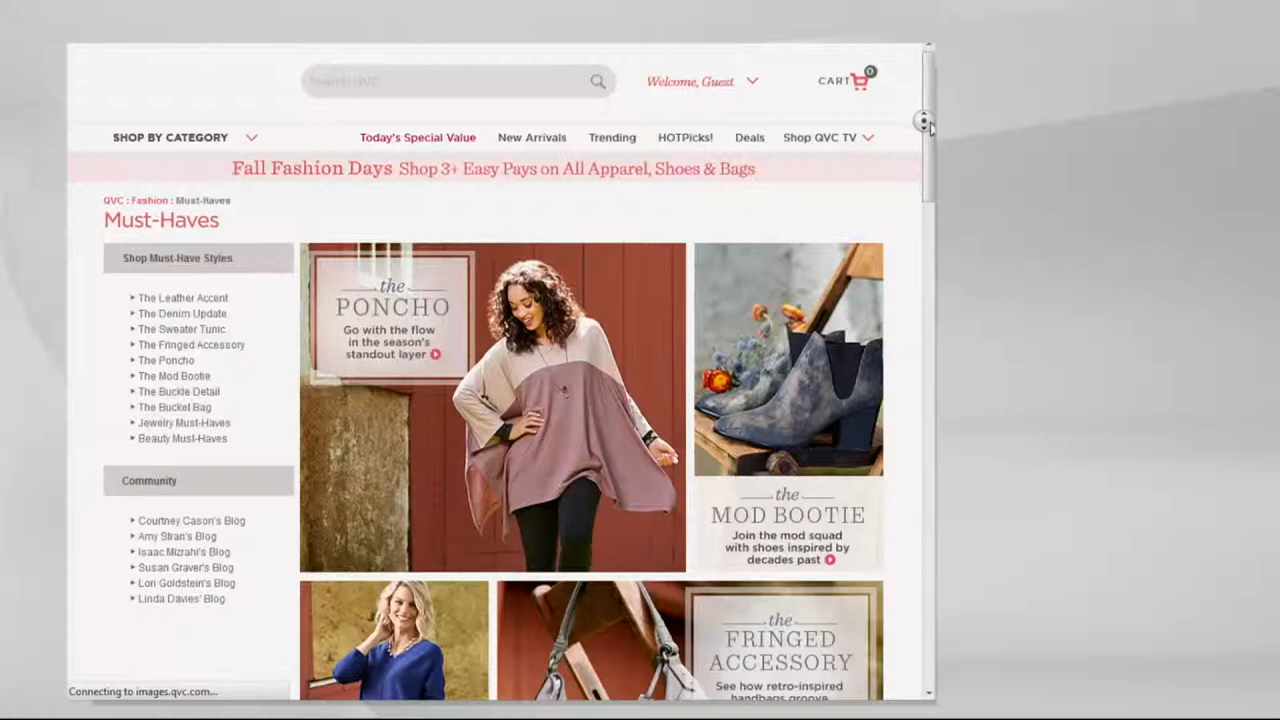 Search QVC
Welcome, Guest
CART 0
SHOP BY CATEGORY
Today's Special Value
New Arrivals
Trending
HOTPicks!
Deals
Shop QVC TV
Fall Fashion Days Shop 3+ Easy Pays on All Apparel, Shoes & Bags
QVC : Fashion : Must-Haves
Must-Haves
Shop Must-Have Styles
The Leather Accent
The Denim Update
The Sweater Tunic
The Fringed Accessory
The Poncho
The Mod Bootie
The Buckle Detail
The Bucket Bag
Jewelry Must-Haves
Beauty Must-Haves
Community
Courtney Cason's Blog
Amy Stran's Blog
Isaac Mizrahi's Blog
Susan Graver's Blog
Lori Goldstein's Blog
Linda Davies' Blog
the
PONCHO
Go with the flow
in the season's
standout layer
the
MOD BOOTIE
Join the mod squad
with shoes inspired by
decades past
the
FRINGED
ACCESSORY
See how retro-inspired
handbags groove
Connecting to images.qvc.com...